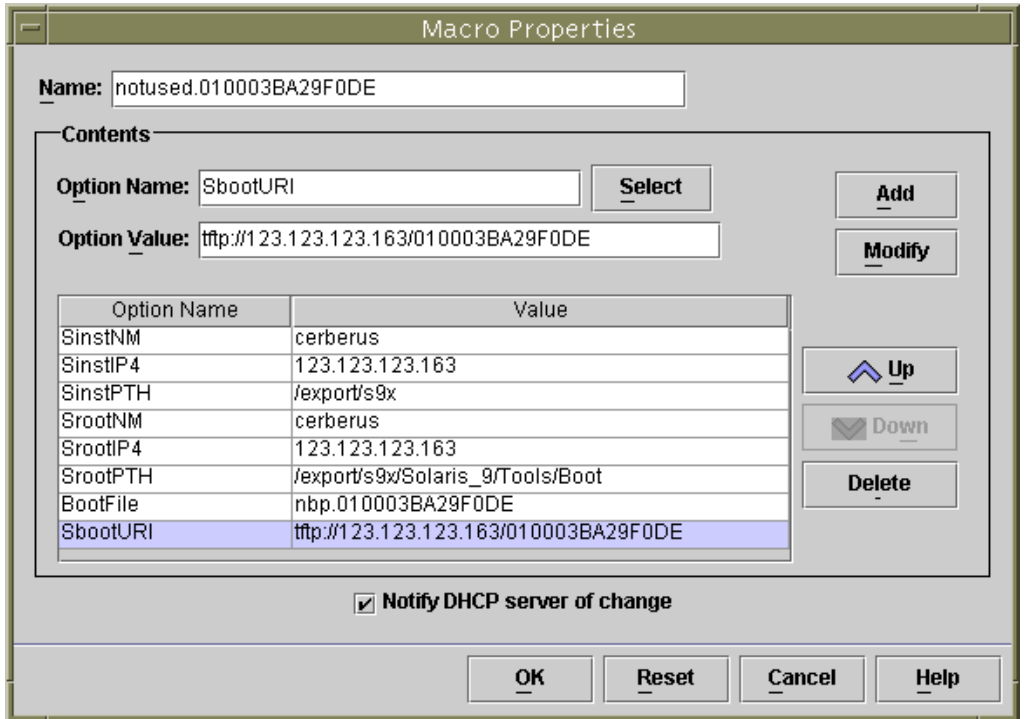 Macro Properties
Name: notused.010003BA29F0DE
Contents
Option Name: SbootURI Select Add
Option Value: tftp://123.123.123.163/010003BA29F0DE Modify
Option Name Value
SinstNM cerberus
SinstIP4 123.123.123.163
SinstPTH /export/s9x
SrootNM cerberus
SrootIP4 123.123.123.163
SrootPTH /export/s9x/Solaris_9/Tools/Boot
BootFile nbp.010003BA29F0DE
SbootURI tftp://123.123.123.163/010003BA29F0DE
Up
Down
Delete
Notify DHCP server of change
OK Reset Cancel Help